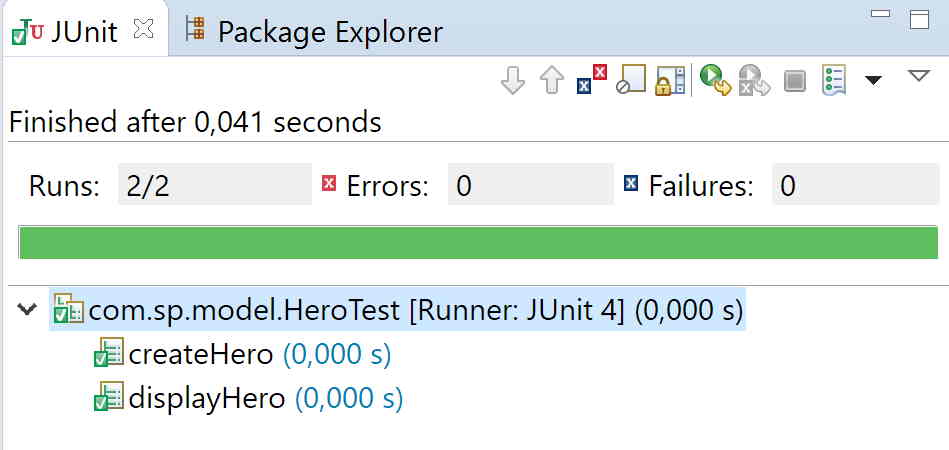 JUnit Package Explorer
Finished after 0,041 seconds
Runs: 2/2 Errors: 0 Failures: 0
com.sp.model.HeroTest [Runner: JUnit 4] (0,000 s)
createHero (0,000 s)
displayHero (0,000 s)